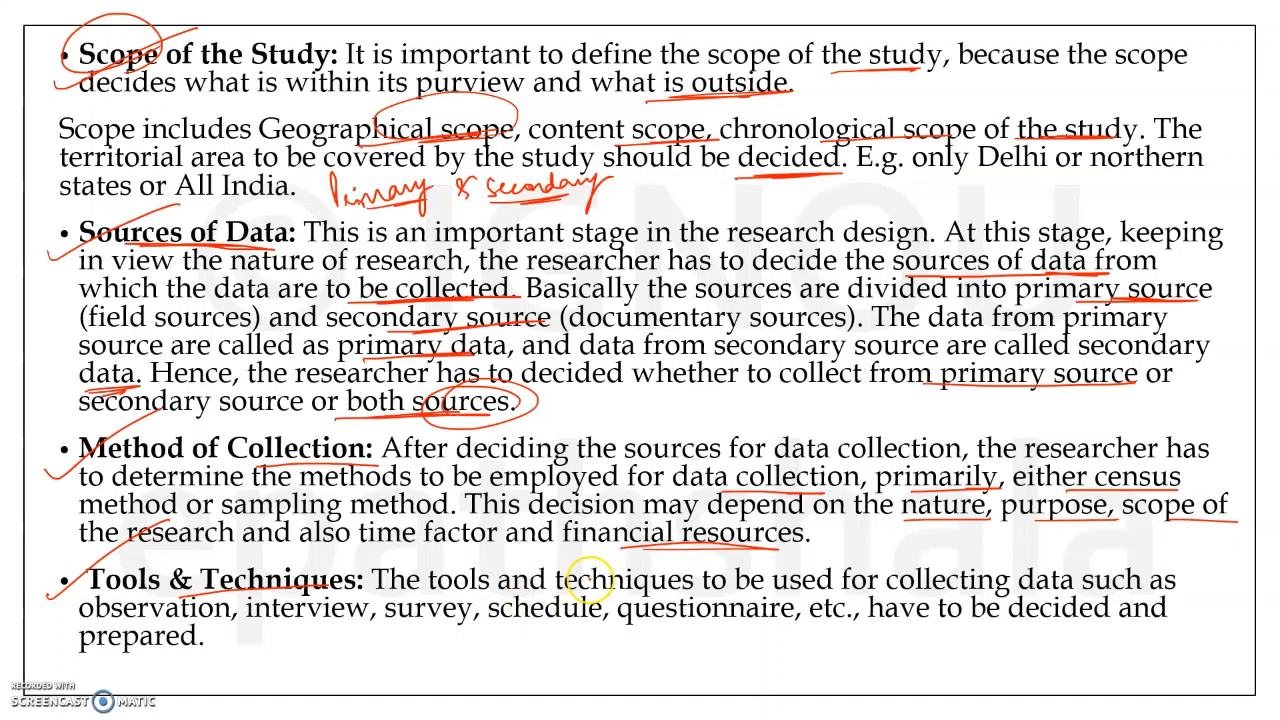 • Scope of the Study: It is important to define the scope of the study, because the scope
decides what is within its purview and what is outside.
Scope includes Geographical scope, content scope, chronological scope of the study. The
territorial area to be covered by the study should be decided. E.g. only Delhi or northern
states or All India.
Primary & secondary
• Sources of Data: This is an important stage in the research design. At this stage, keeping
in view the nature of research, the researcher has to decide the sources of data from
which the data are to be collected. Basically the sources are divided into primary source
(field sources) and secondary source (documentary sources). The data from primary
source are called as primary data, and data from secondary source are called secondary
data. Hence, the researcher has to decided whether to collect from primary source or
secondary source or both sources.
• Method of Collection: After deciding the sources for data collection, the researcher has
to determine the methods to be employed for data collection, primarily, either census
method or sampling method. This decision may depend on the nature, purpose, scope of
the research and also time factor and financial resources.
• Tools & Techniques: The tools and techniques to be used for collecting data such as
observation, interview, survey, schedule, questionnaire, etc., have to be decided and
prepared.
©IGNOU
epathshala
RECORDED WITH
SCREENCAST MATIC